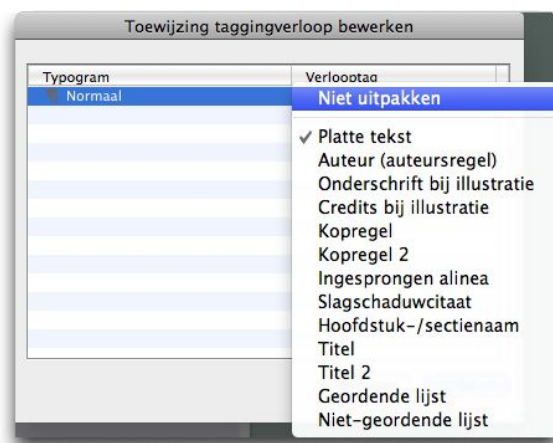 Toewijzing taggingverloop bewerken
Typogram Verlooptag
Normaal
Niet uitpakken
✓ Platte tekst
Auteur (auteursregel)
Onderschrift bij illustratie
Credits bij illustratie
Kopregel
Kopregel 2
Ingesprongen alinea
Slagschaduwcitaat
Hoofdstuk-/sectienaam
Titel
Titel 2
Geordende lijst
Niet-geordende lijst